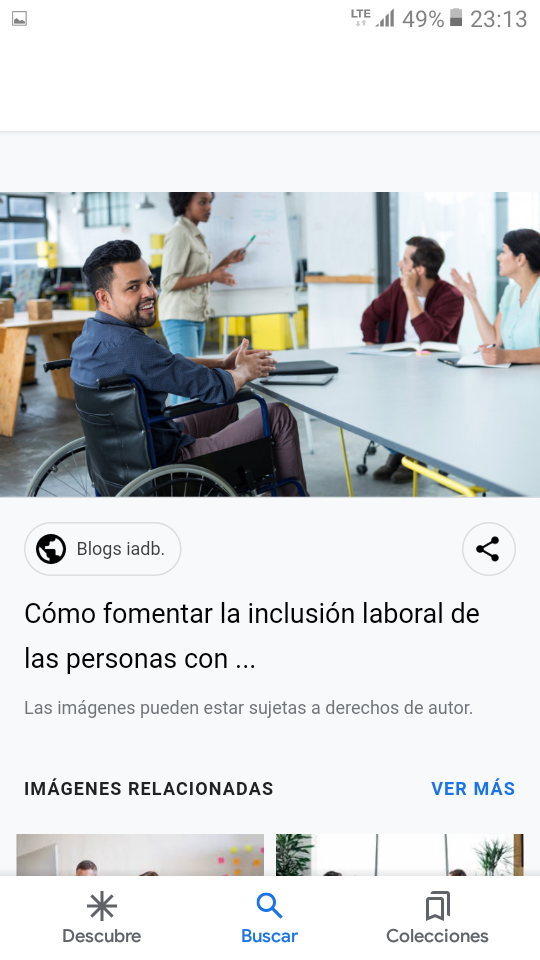 LTE 49% 23:13
Blogs iadb.
Cómo fomentar la inclusión laboral de
las personas con ...
Las imágenes pueden estar sujetas a derechos de autor.
IMÁGENES RELACIONADAS VER MÁS
Descubre Buscar Colecciones